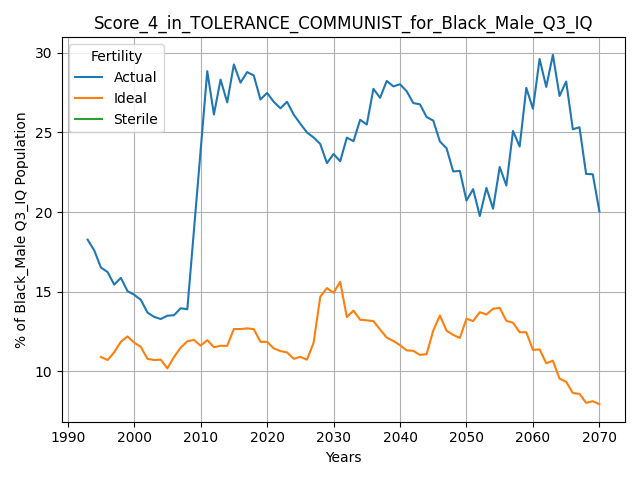 Score_4_in_TOLERANCE_COMMUNIST_for_Black_Male_Q3_IQ
Fertility
Actual
Ideal
Sterile
% of Black_Male Q3_IQ Population
30
25
20
15
10
1990 2000 2010 2020 2030 2040 2050 2060 2070
Years